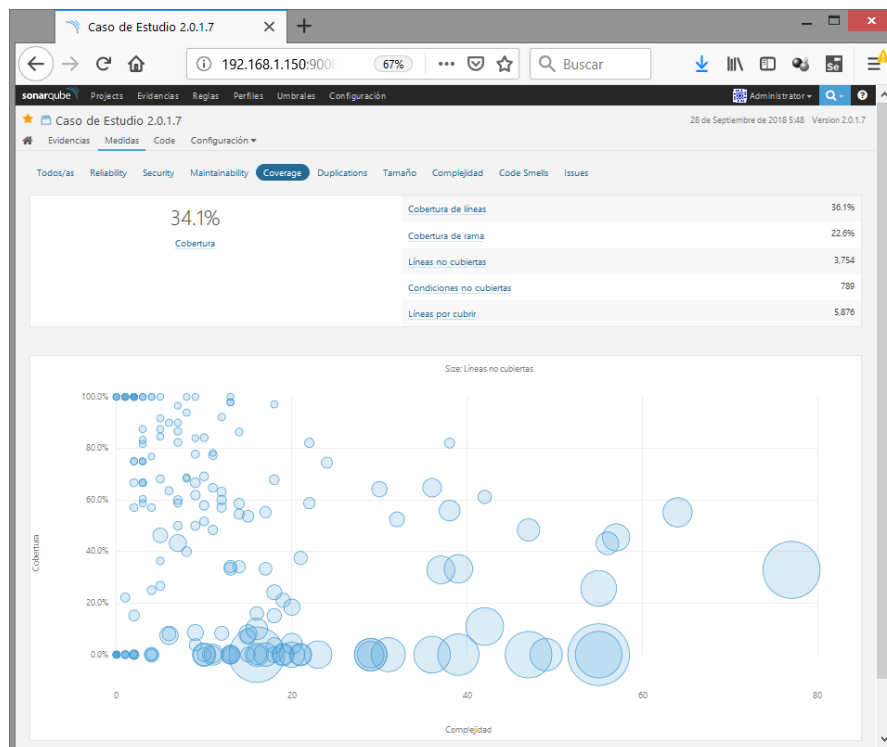 Caso de Estudio 2.0.1.7
192.168.1.150:9000
67%
Buscar
sonarqube Projects Evidencias Reglas Perfiles Umbrales Configuración Administrator
Caso de Estudio 2.0.1.7
28 de Septiembre de 2018 5:48 Version 2.0.1.7
Evidencias Medidas Code Configuración
Todos/as Reliability Security Maintainability Coverage Duplications Tamaño Complejidad Code Smells Issues
34.1%
Cobertura
Cobertura de líneas 36.1%
Cobertura de rama 22.6%
Líneas no cubiertas 3,754
Condiciones no cubiertas 789
Líneas por cubrir 5,876
Size: Líneas no cubiertas
100.0%
80.0%
60.0%
40.0%
20.0%
0.0%
Cobertura
0 20 40 60 80
Complejidad